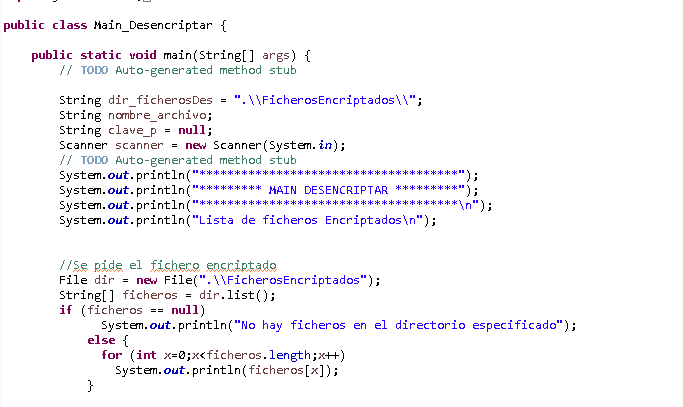 public class Main_Desencriptar {
public static void main(String[] args) {
// TODO Auto-generated method stub
String dir_ficherosDes = ".\\FicherosEncriptados\\";
String nombre_archivo;
String clave_p = null;
Scanner scanner = new Scanner(System.in);
// TODO Auto-generated method stub
System.out.println("*************************************");
System.out.println("********* MAIN DESENCRIPTAR *********");
System.out.println("*************************************\n");
System.out.println("Lista de ficheros Encriptados\n");
//Se pide el fichero encriptado
File dir = new File(".\\FicherosEncriptados");
String[] ficheros = dir.list();
if (ficheros == null)
System.out.println("No hay ficheros en el directorio especificado");
else {
for (int x=0;x<ficheros.length;x++)
System.out.println(ficheros[x]);
}